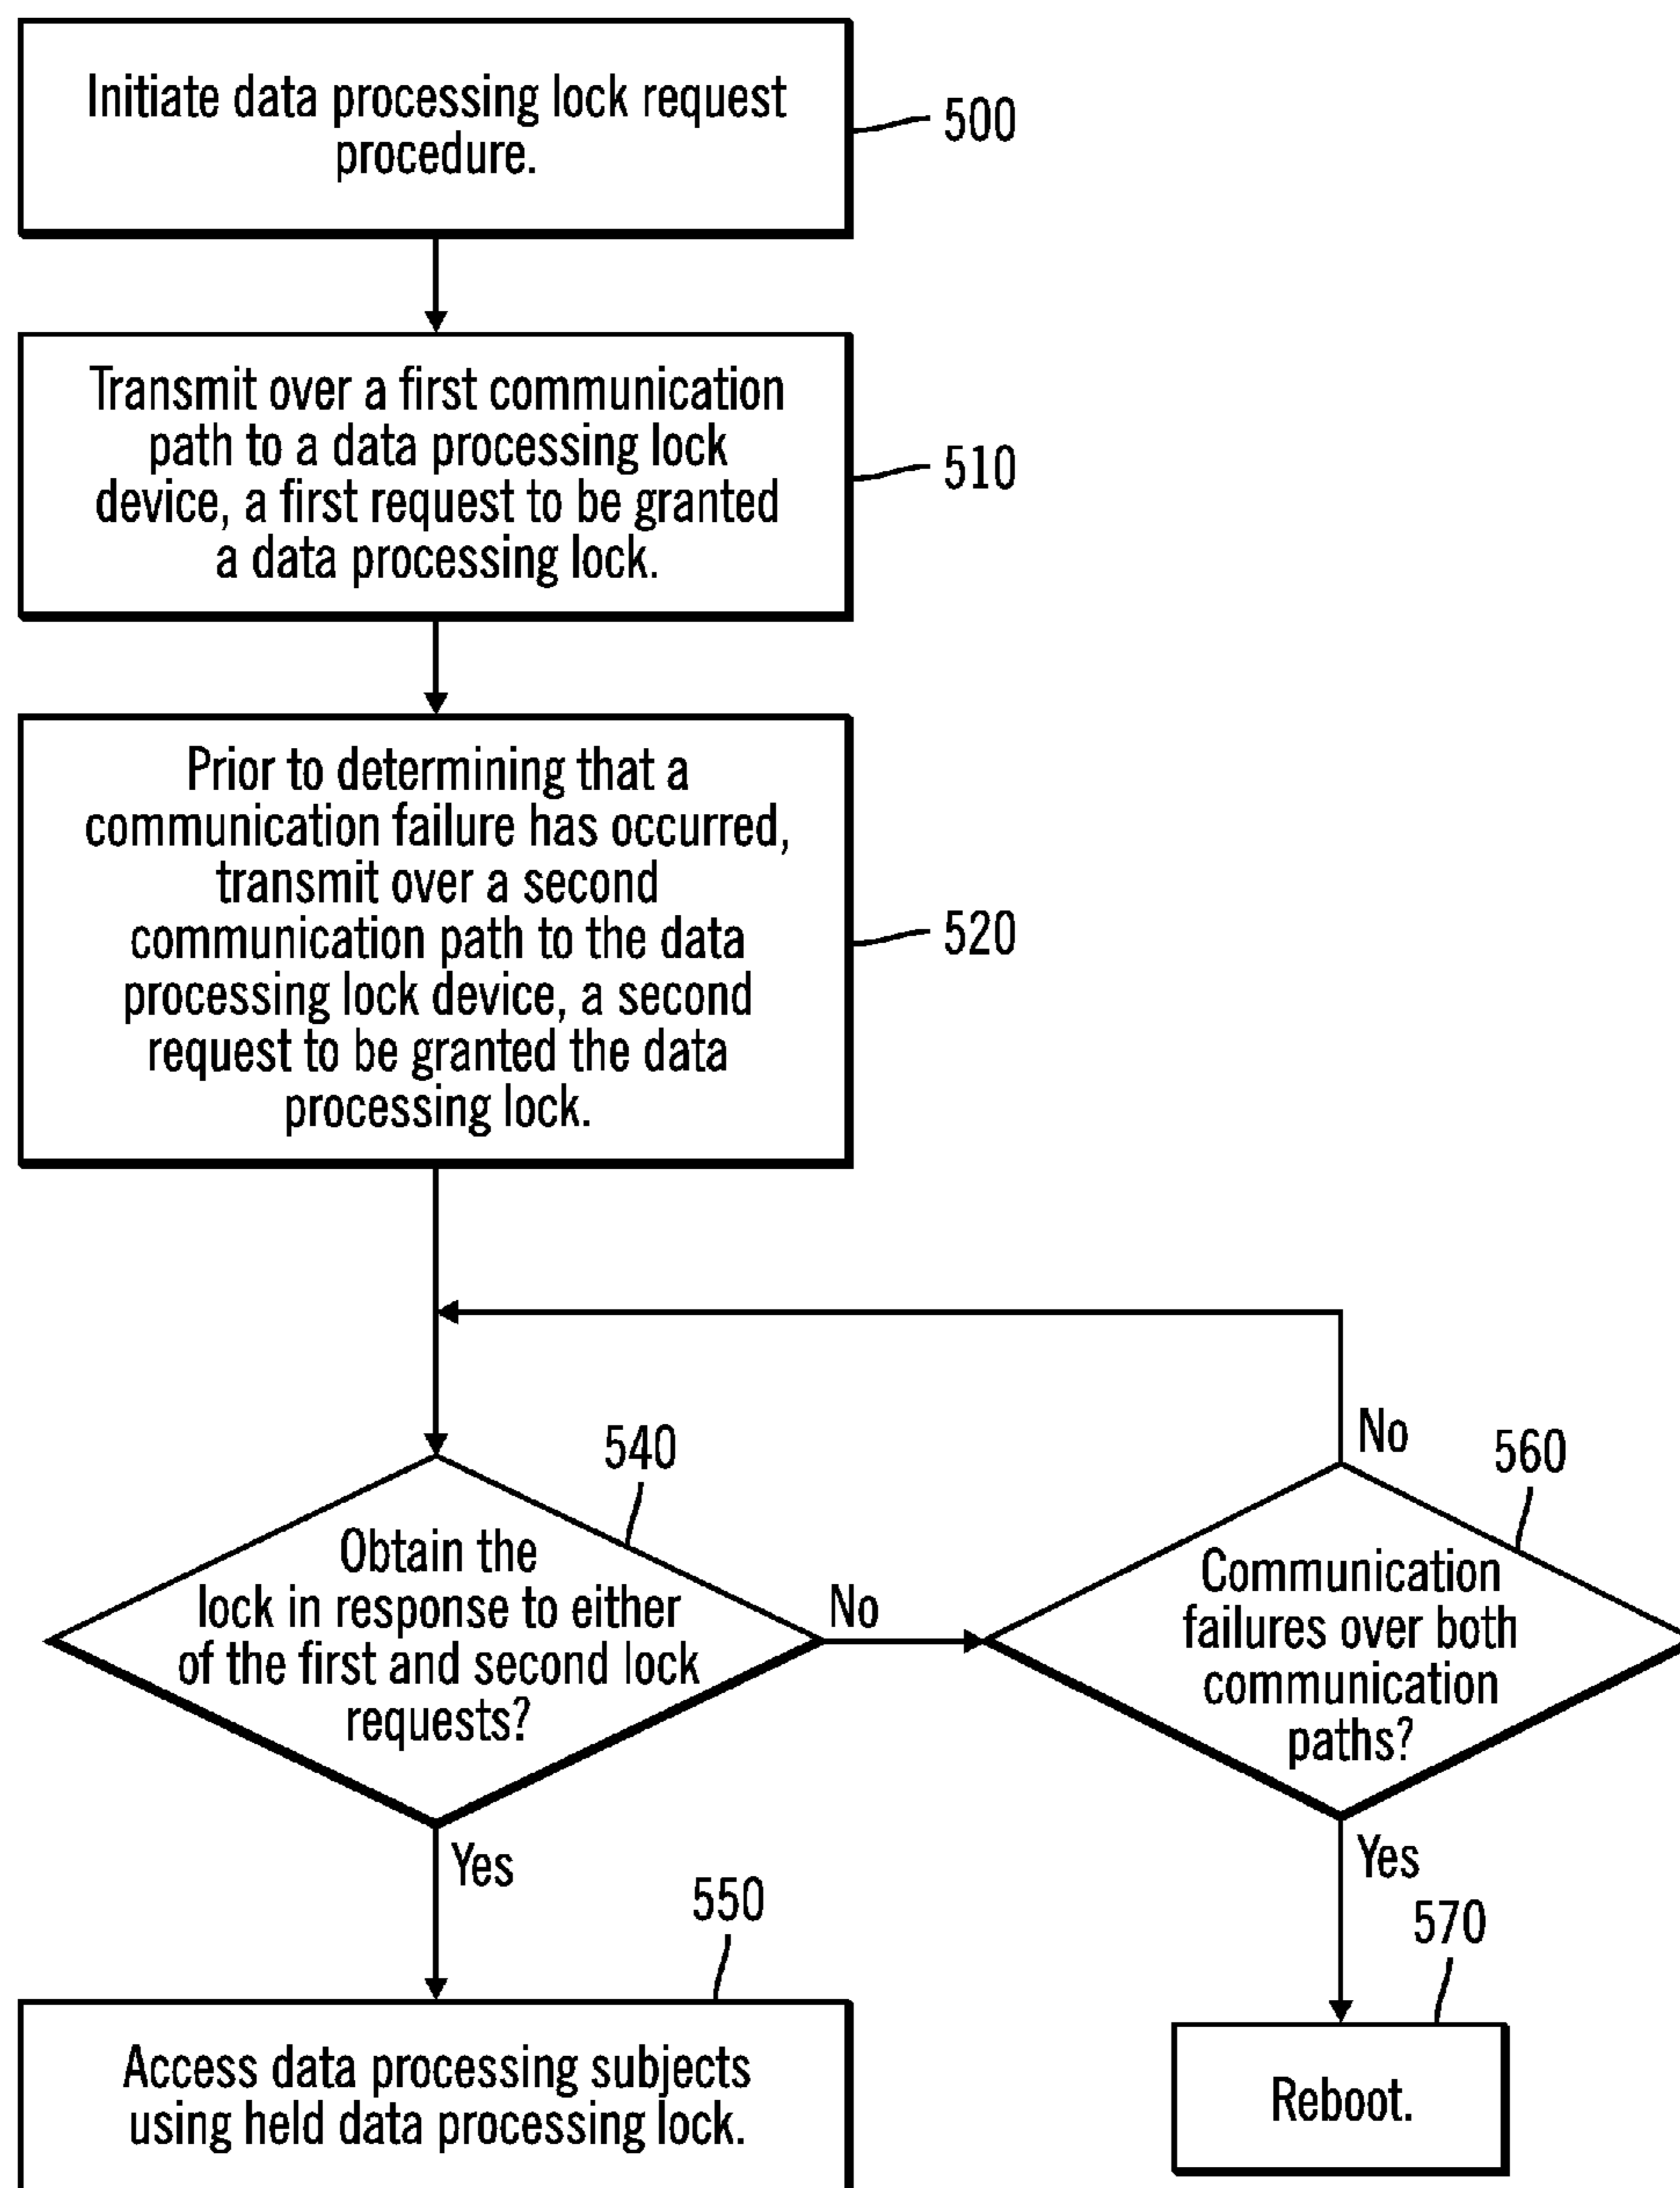 Initiate data processing lock request
procedure.
500
Transmit over a first communication
path to a data processing lock
device, a first request to be granted
a data processing lock.
510
Prior to determining that a
communication failure has occurred,
transmit over a second
communication path to the data
processing lock device, a second
request to be granted the data
processing lock.
520
540
Obtain the
lock in response to either
of the first and second lock
requests?
No
Yes
560
No
Communication
failures over both
communication
paths?
Yes
550
Access data processing subjects
using held data processing lock.
570
Reboot.